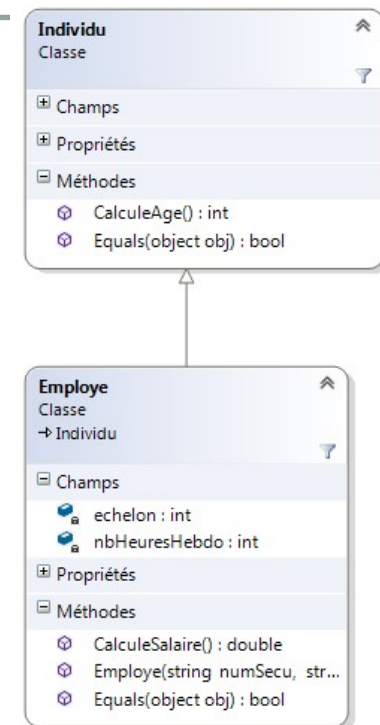 Individu
Classe
Champs
Propriétés
Méthodes
CalculeAge() : int
Equals(object obj) : bool
Employe
Classe
Individu
Champs
echelon : int
nbHeuresHebdo : int
Propriétés
Méthodes
CalculeSalaire() : double
Employe(string numSecu, str...
Equals(object obj) : bool